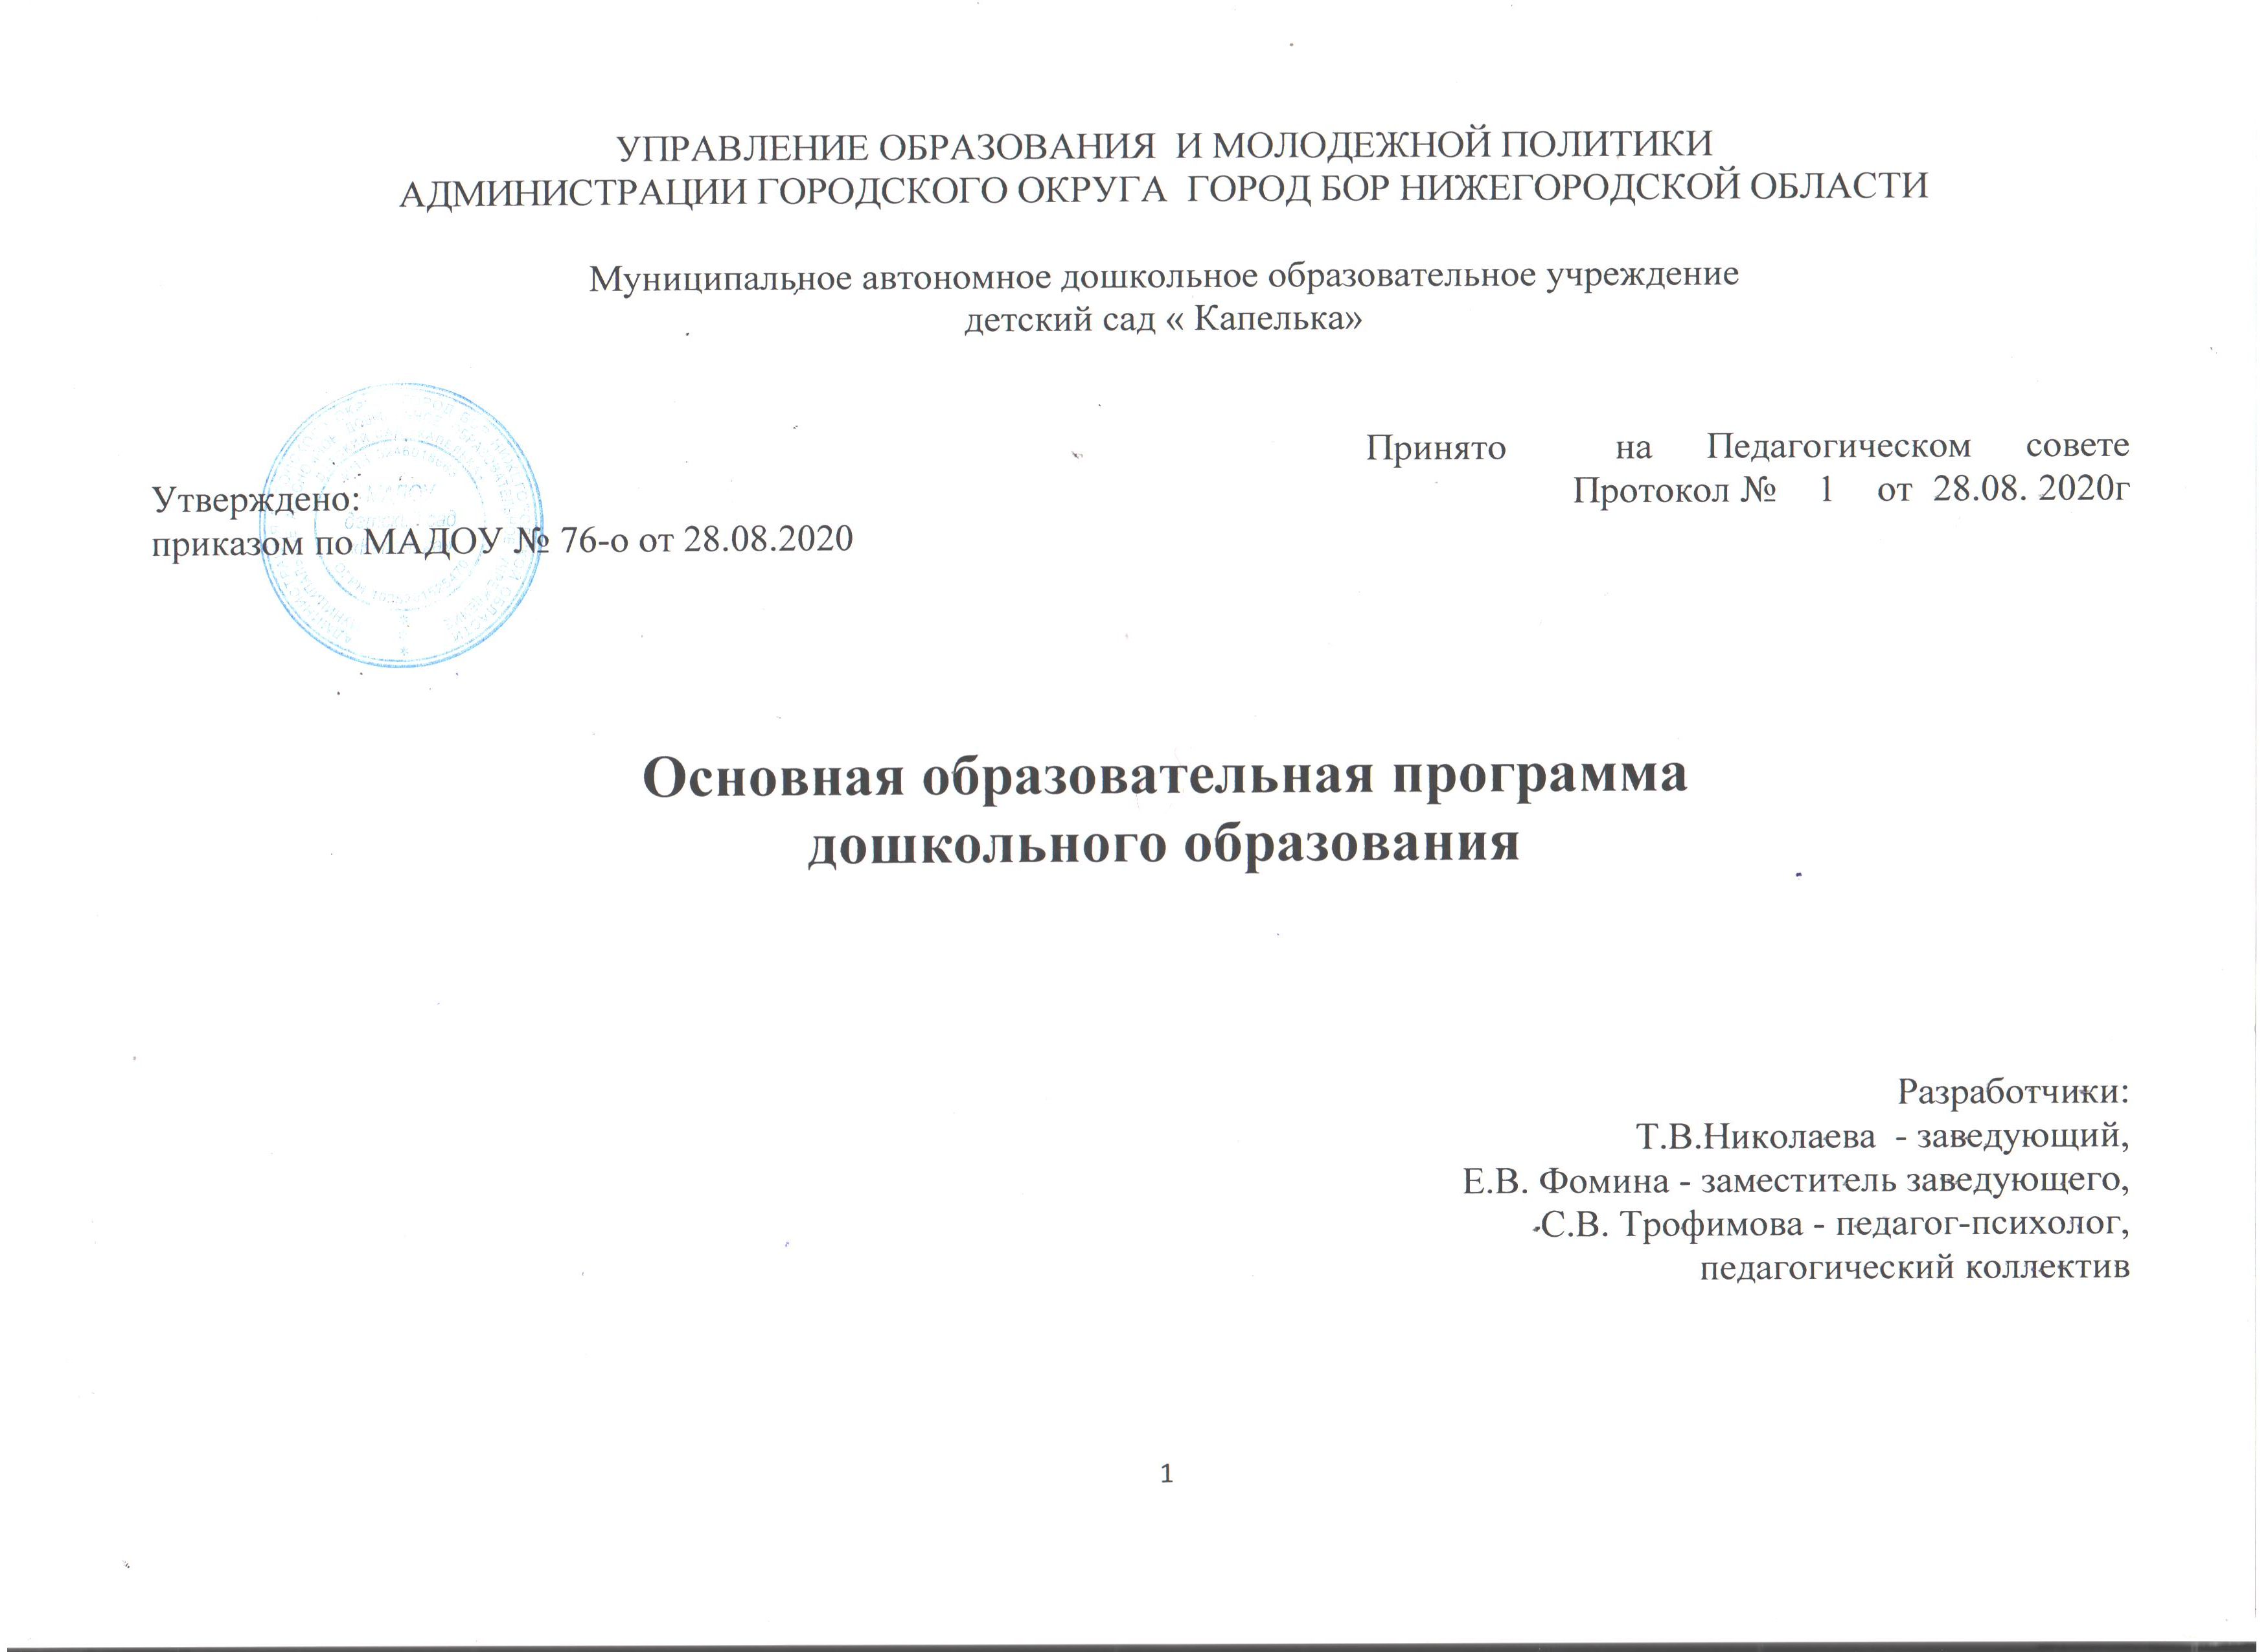 УПРАВЛЕНИЕ ОБРАЗОВАНИЯ И МОЛОДЕЖНОЙ ПОЛИТИКИ
АДМИНИСТРАЦИИ ГОРОДСКОГО ОКРУГА ГОРОД БОР НИЖЕГОРОДСКОЙ ОБЛАСТИ
Муниципальное автономное дошкольное образовательное учреждение
детский сад « Капелька»
Принято на Педагогическом совете
Протокол № 1 от 28.08. 2020г
Утверждено:
приказом по МАДОУ № 76-о от 28.08.2020
МАДОУ
детский сад
Основная образовательная программа
дошкольного образования
Разработчики:
Т.В.Николаева - заведующий,
Е.В. Фомина - заместитель заведующего,
С.В. Трофимова - педагог-психолог,
педагогический коллектив
1